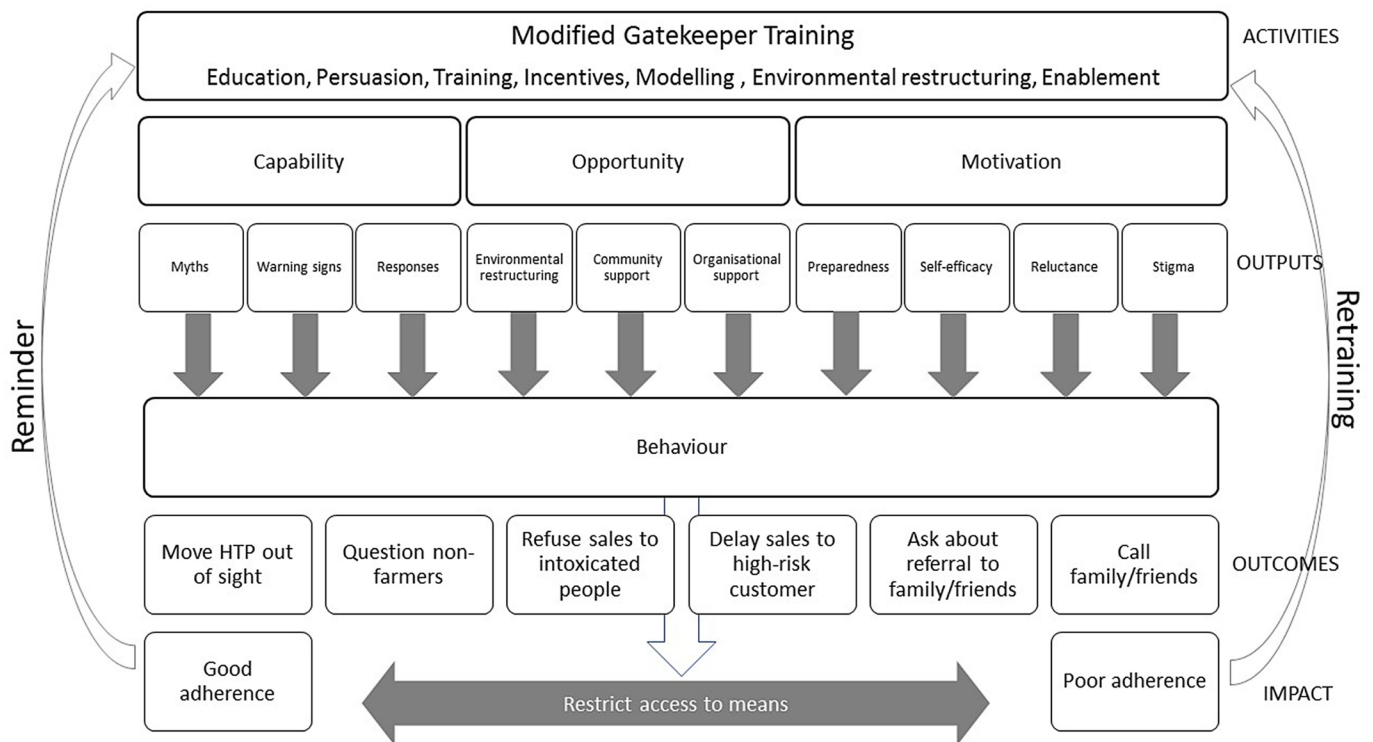 Modified Gatekeeper Training
ACTIVITIES
Education, Persuasion, Training, Incentives, Modelling , Environmental restructuring, Enablement
Capability
Opportunity
Motivation
Myths
Warning signs
Responses
Environmental
restructuring
Community
support
Organisational
support
Preparedness
Self-efficacy
Reluctance
Stigma
OUTPUTS
Reminder
Retraining
Behaviour
Move HTP out
of sight
Question non-
farmers
Refuse sales to
intoxicated
people
Delay sales to
high-risk
customer
Ask about
referral to
family/friends
Call
family/friends
OUTCOMES
Good
adherence
Restrict access to means
Poor adherence
IMPACT